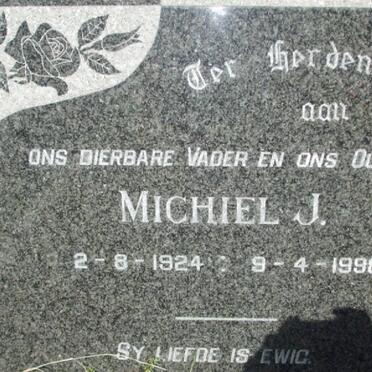 Ter Herden
aan
ONS DIERBARE VADER EN ONS OU
MICHIEL J.
2-8-1924 : 9-4-1998
SY LIEFDE IS EWIG